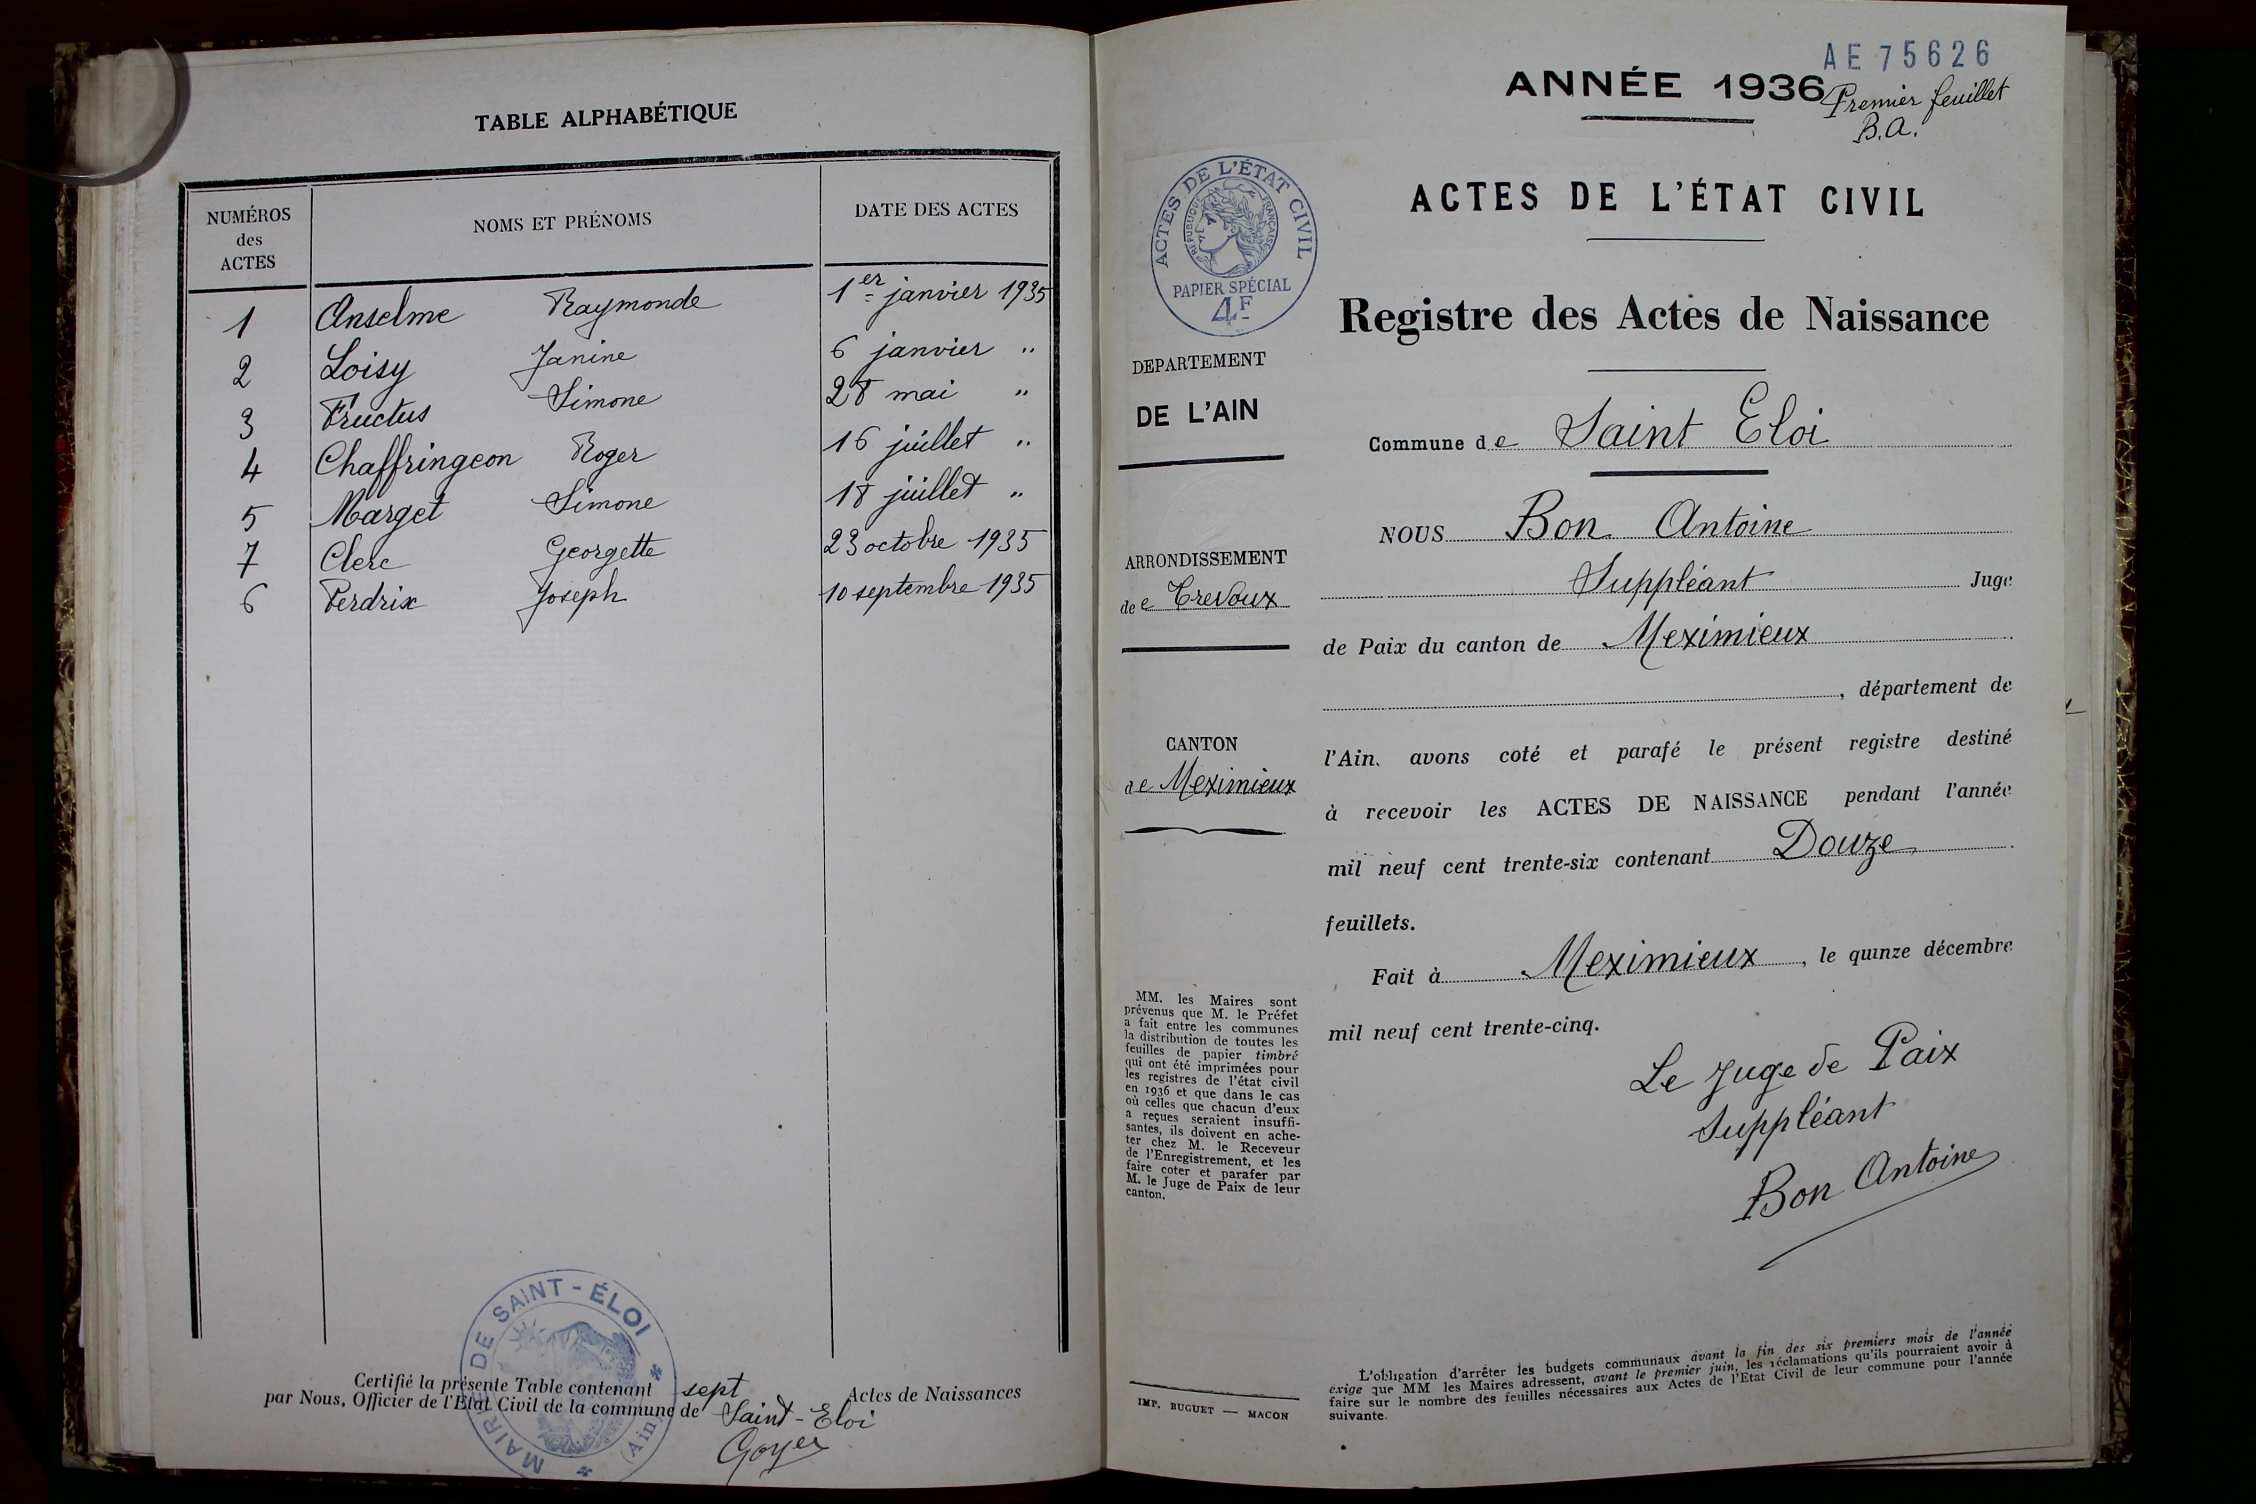 TABLE ALPHABÉTIQUE
NUMÉROS des ACTES NOMS ET PRÉNOMS DATE DES ACTES
1 Anselme Raymonde 1er janvier 1935
2 Loisy Janine 6 janvier "
3 Fructus Simone 28 mai "
4 Chaffringeon Roger 16 juillet "
5 Marget Simone 18 juillet "
7 Clerc Georgette 23 octobre 1935
6 Perdrix Joseph 10 septembre 1935
MAIRIE DE SAINT-ÉLOI
(Ain)
Certifié la présente Table contenant sept Actes de Naissances
par Nous, Officier de l'Etat Civil de la commune de Saint-Eloi
Goyer
AE 75626
ANNÉE 1936
Premier feuillet
B.A.
ACTES DE L'ÉTAT CIVIL
ACTES DE L'ÉTAT CIVIL
RÉPUBLIQUE FRANÇAISE
PAPIER SPÉCIAL
4F
Registre des Actes de Naissance
DEPARTEMENT
DE L'AIN
Commune de Saint Eloi
NOUS Bon Antoine
ARRONDISSEMENT
de Trevoux
Suppléant Juge
de Paix du canton de Meximieux
, département de
CANTON
de Meximieux
l'Ain, avons coté et parafé le présent registre destiné
à recevoir les ACTES DE NAISSANCE pendant l'année
mil neuf cent trente-six contenant Douze
feuillets.
Fait à Meximieux, le quinze décembre
mil neuf cent trente-cinq.
Le Juge de Paix
Suppléant
Bon Antoine
MM. les Maires sont
prévenus que M. le Préfet
a fait entre les communes
la distribution de toutes les
feuilles de papier timbré
qui ont été imprimées pour
les registres de l'état civil
en 1936 et que dans le cas
où celles que chacun d'eux
a reçues seraient insuffi-
santes, ils doivent en ache-
ter chez M. le Receveur
de l'Enregistrement, et les
faire coter et parafer par
M. le Juge de Paix de leur
canton.
IMP. BUGUET — MACON
L'obligation d'arrêter les budgets communaux avant la fin des six premiers mois de l'année
exige que MM les Maires adressent, avant le premier juin, les réclamations qu'ils pourraient avoir à
faire sur le nombre des feuilles nécessaires aux Actes de l'Etat Civil de leur commune pour l'année
suivante.